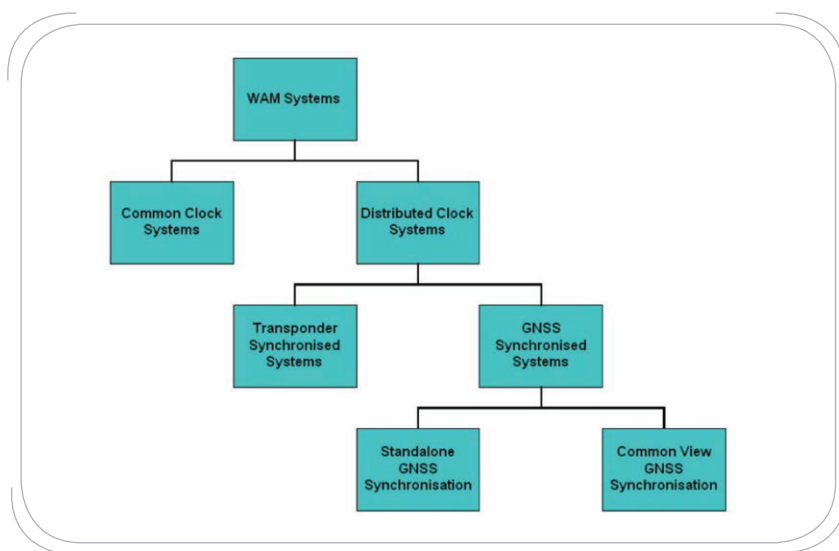 WAM Systems
Common Clock
Systems
Distributed Clock
Systems
Transponder
Synchronised
Systems
GNSS
Synchronised
Systems
Standalone
GNSS
Synchronisation
Common View
GNSS
Synchronisation